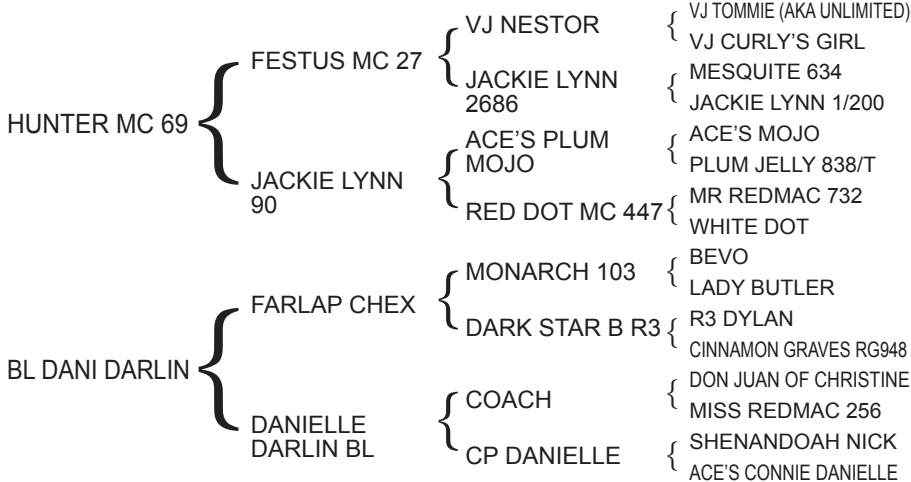 HUNTER MC 69
FESTUS MC 27
VJ NESTOR
VJ TOMMIE (AKA UNLIMITED)
VJ CURLY'S GIRL
JACKIE LYNN
2686
MESQUITE 634
JACKIE LYNN 1/200
JACKIE LYNN
90
ACE'S PLUM
MOJO
ACE'S MOJO
PLUM JELLY 838/T
RED DOT MC 447
MR REDMAC 732
WHITE DOT
BL DANI DARLIN
FARLAP CHEX
MONARCH 103
BEVO
LADY BUTLER
DARK STAR B R3
R3 DYLAN
CINNAMON GRAVES RG948
DANIELLE
DARLIN BL
COACH
DON JUAN OF CHRISTINE
MISS REDMAC 256
CP DANIELLE
SHENANDOAH NICK
ACE'S CONNIE DANIELLE